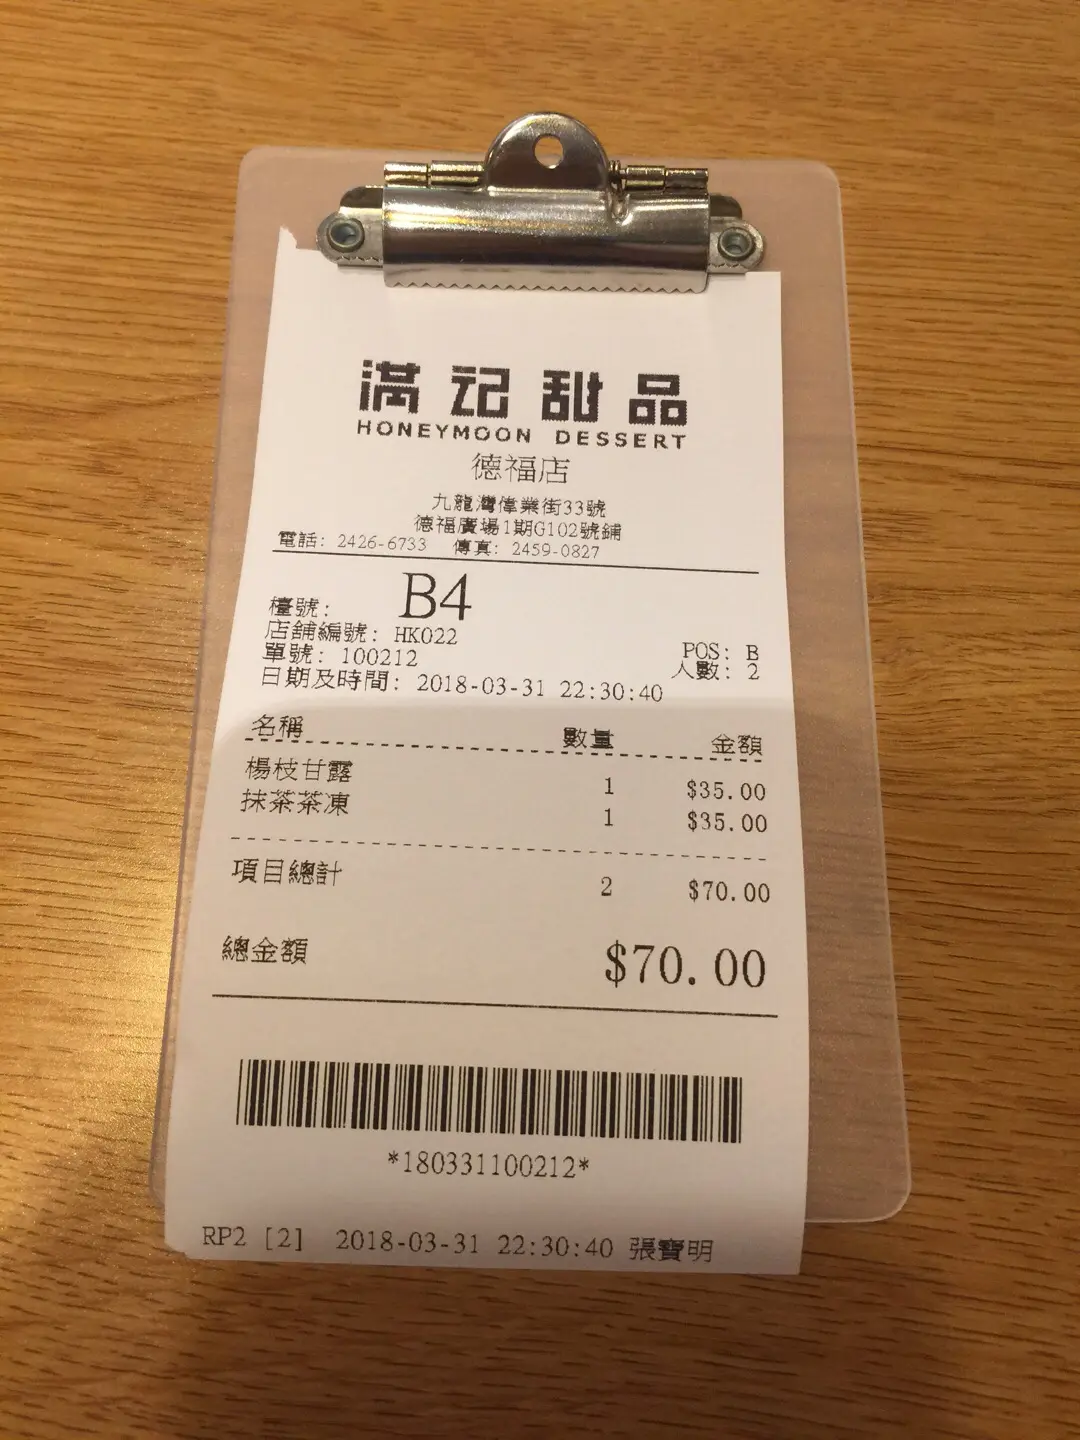 滿记甜品
HONEYMOON DESSERT
德福店
九龍灣偉業街33號
德福廣場1期G102號鋪
電話: 2426-6733 傳真: 2459-0827
檯號: B4
店舖編號: HK022
單號: 100212 POS: B
日期及時間: 2018-03-31 22:30:40 人數: 2
名稱 數量 金額
楊枝甘露 1 $35.00
抹茶茶凍 1 $35.00
項目總計 2 $70.00
總金額 $70.00
*180331100212*
RP2 [2] 2018-03-31 22:30:40 張寶明